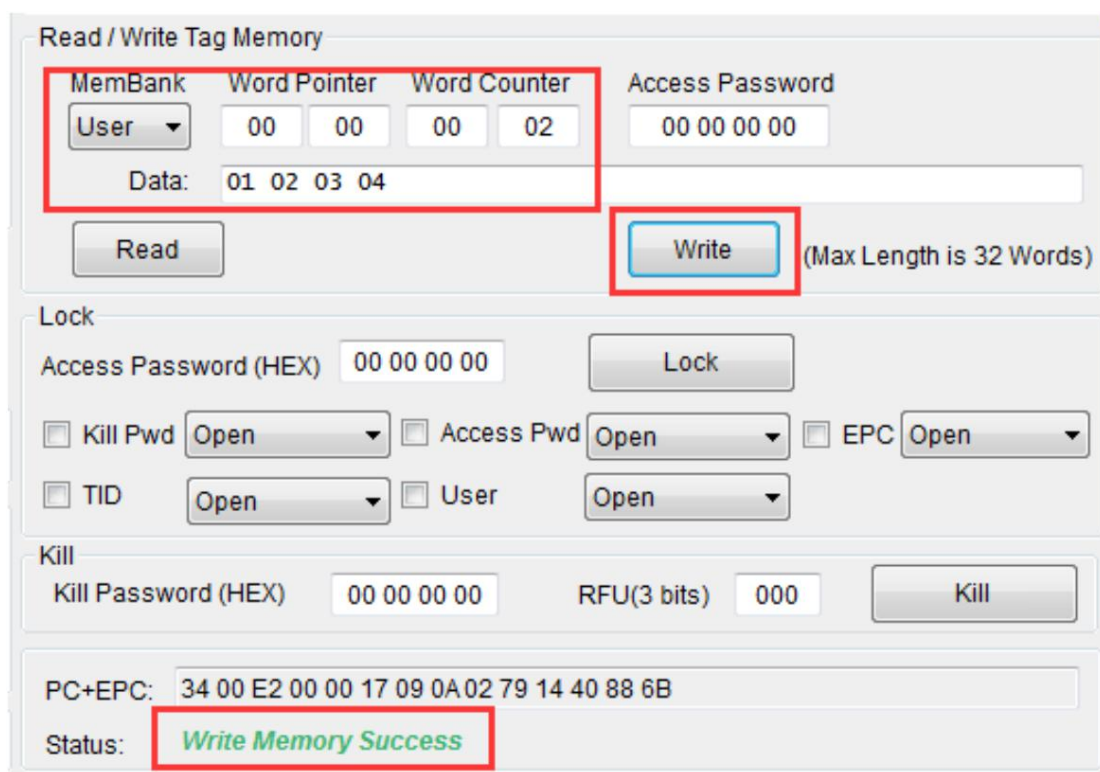 Read / Write Tag Memory
MemBank Word Pointer Word Counter Access Password
User 00 00 00 02 00 00 00 00
Data: 01 02 03 04
Read Write (Max Length is 32 Words)
Lock
Access Password (HEX) 00 00 00 00 Lock
Kill Pwd Open Access Pwd Open EPC Open
TID Open User Open
Kill
Kill Password (HEX) 00 00 00 00 RFU(3 bits) 000 Kill
PC+EPC: 34 00 E2 00 00 17 09 0A 02 79 14 40 88 6B
Status: Write Memory Success